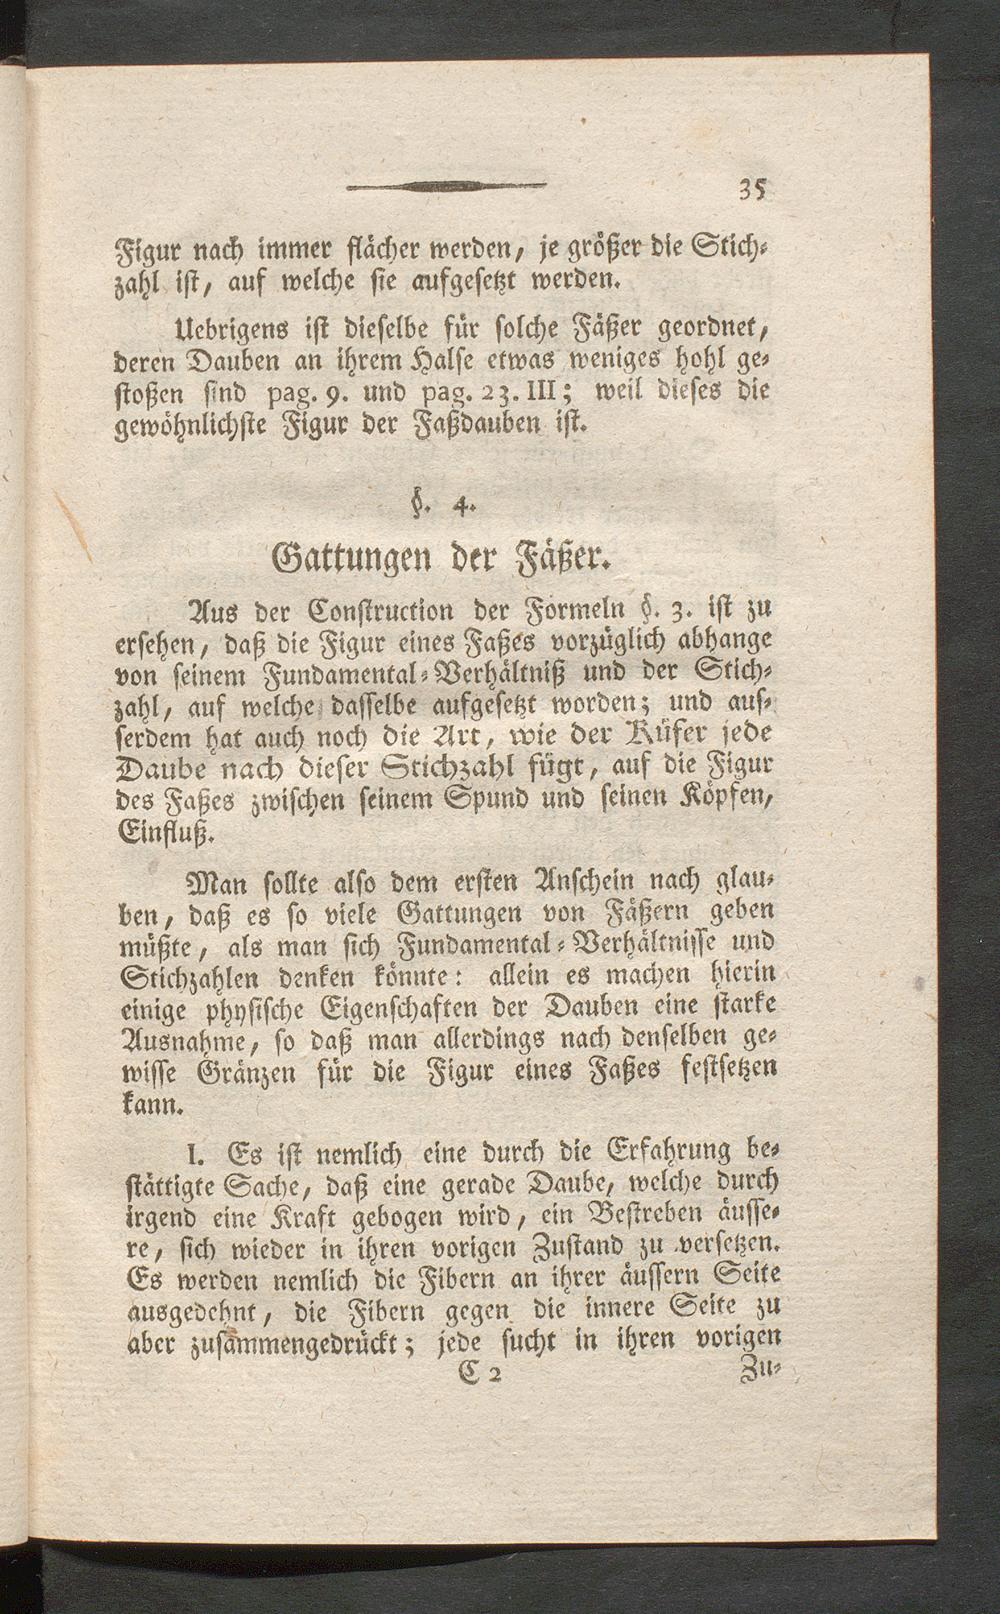 35
Figur nach immer flächer werden, je größer die Stich-
zahl ist, auf welche sie aufgesetzt werden.
Uebrigens ist dieselbe für solche Fäßer geordnet,
deren Dauben an ihrem Halse etwas weniges hohl ge-
stoßen sind pag. 9. und pag. 23. III; weil dieses die
gewöhnlichste Figur der Faßdauben ist.
§. 4.
Gattungen der Fäßer.
Aus der Construction der Formeln §. 3. ist zu
ersehen, daß die Figur eines Faßes vorzüglich abhange
von seinem Fundamental-Verhältniß und der Stich-
zahl, auf welche dasselbe aufgesetzt worden; und aus-
serdem hat auch noch die Art, wie der Küfer jede
Daube nach dieser Stichzahl fügt, auf die Figur
des Faßes zwischen seinem Spund und seinen Köpfen,
Einfluß.
Man sollte also dem ersten Anschein nach glau-
ben, daß es so viele Gattungen von Fäßern geben
müßte, als man sich Fundamental-Verhältnisse und
Stichzahlen denken könnte: allein es machen hierin
einige physische Eigenschaften der Dauben eine starke
Ausnahme, so daß man allerdings nach denselben ge-
wisse Gränzen für die Figur eines Faßes festsetzen
kann.
I. Es ist nemlich eine durch die Erfahrung be-
stättigte Sache, daß eine gerade Daube, welche durch
irgend eine Kraft gebogen wird, ein Bestreben äusse-
re, sich wieder in ihren vorigen Zustand zu versetzen.
Es werden nemlich die Fibern an ihrer äussern Seite
ausgedehnt, die Fibern gegen die innere Seite zu
aber zusammengedrückt; jede sucht in ihren vorigen
C 2
Zu-